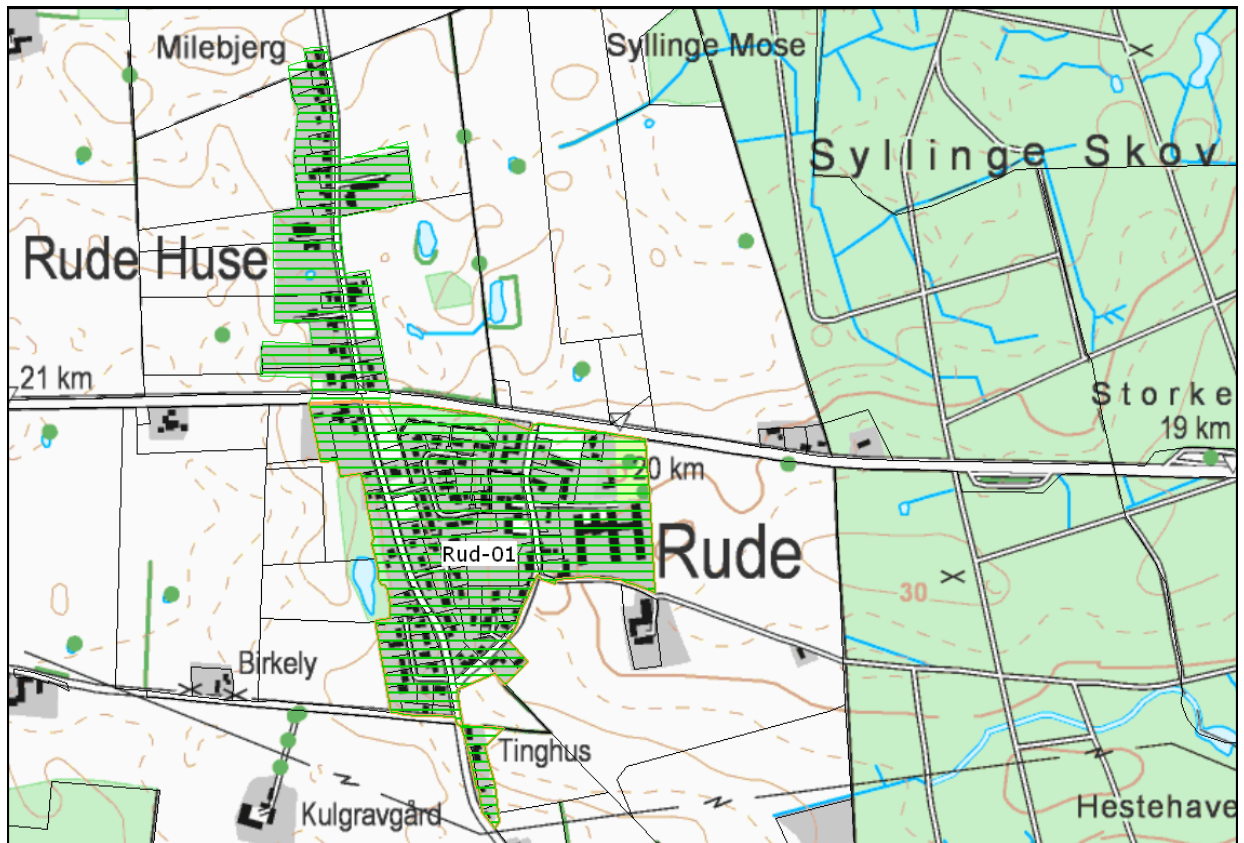 Milebjerg
Syllinge Mose
Syllinge Skov
Rude Huse
21 km
Storke
19 km
20 km
Rud-01
Rude
30
Birkely
Tinghus
Kulgravgård
Hestehave